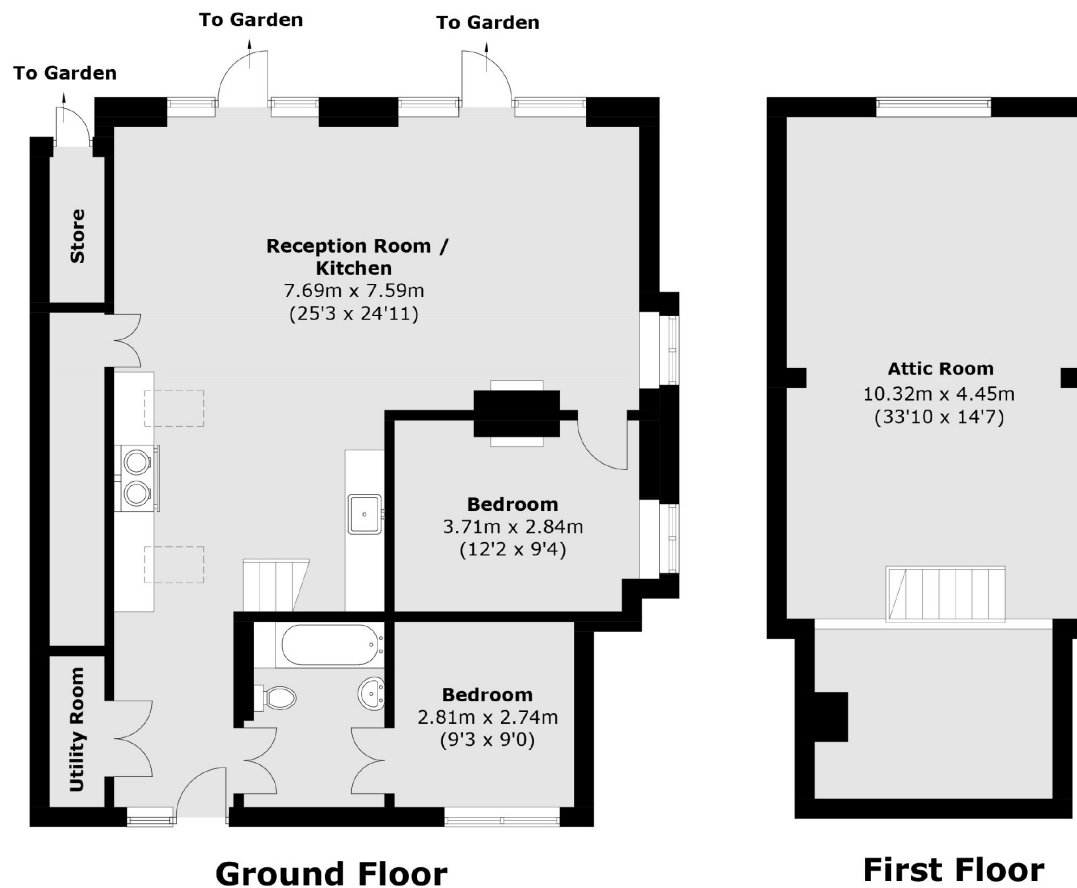 To Garden
To Garden
To Garden
Store
Reception Room /
Kitchen
7.69m x 7.59m
(25'3 x 24'11)
Bedroom
3.71m x 2.84m
(12'2 x 9'4)
Utility Room
Bedroom
2.81m x 2.74m
(9'3 x 9'0)
Ground Floor
Attic Room
10.32m x 4.45m
(33'10 x 14'7)
First Floor